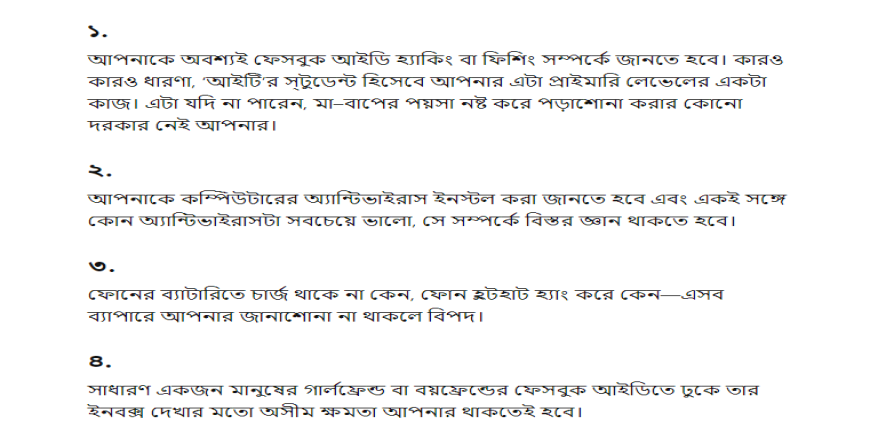 ১.
আপনাকে অবশ্যই ফেসবুক আইডি হ্যাকিং বা ফিশিং সম্পর্কে জানতে হবে। কারও
কারও ধারণা, ‘আইটি’র স্টুডেন্ট হিসেবে আপনার এটা প্রাইমারি লেভেলের একটা
কাজ। এটা যদি না পারেন, মা–বাপের পয়সা নষ্ট করে পড়াশোনা করার কোনো
দরকার নেই আপনার।
২.
আপনাকে কম্পিউটারের অ্যান্টিভাইরাস ইনস্টল করা জানতে হবে এবং একই সঙ্গে
কোন অ্যান্টিভাইরাসটা সবচেয়ে ভালো, সে সম্পর্কে বিস্তর জ্ঞান থাকতে হবে।
৩.
ফোনের ব্যাটারিতে চার্জ থাকে না কেন, ফোন হুটহাট হ্যাং করে কেন—এসব
ব্যাপারে আপনার জানাশোনা না থাকলে বিপদ।
৪.
সাধারণ একজন মানুষের গার্লফ্রেন্ড বা বয়ফ্রেন্ডের ফেসবুক আইডিতে ঢুকে তার
ইনবক্স দেখার মতো অসীম ক্ষমতা আপনার থাকতেই হবে।